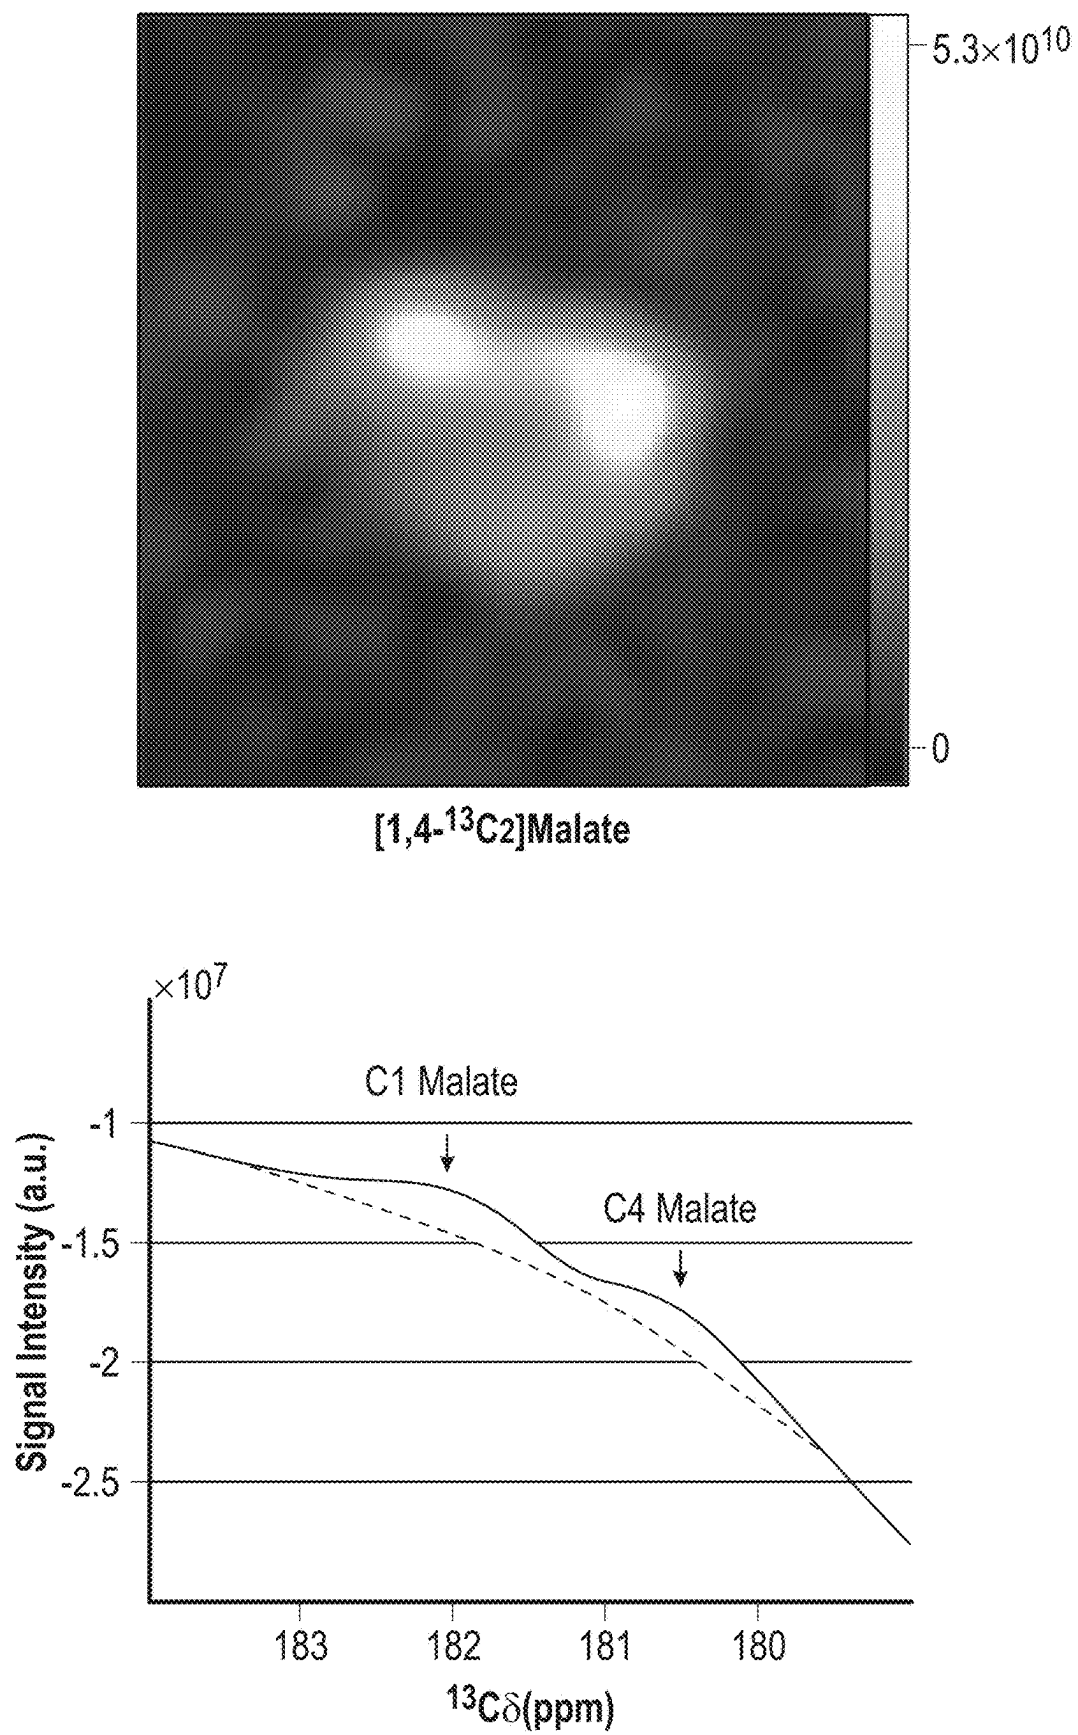 5.3×10¹⁰
0
[1,4-¹³C2]Malate
×10⁷
C1 Malate
-1
C4 Malate
-1.5
-2
-2.5
Signal Intensity (a.u.)
183 182 181 180
¹³Cδ(ppm)